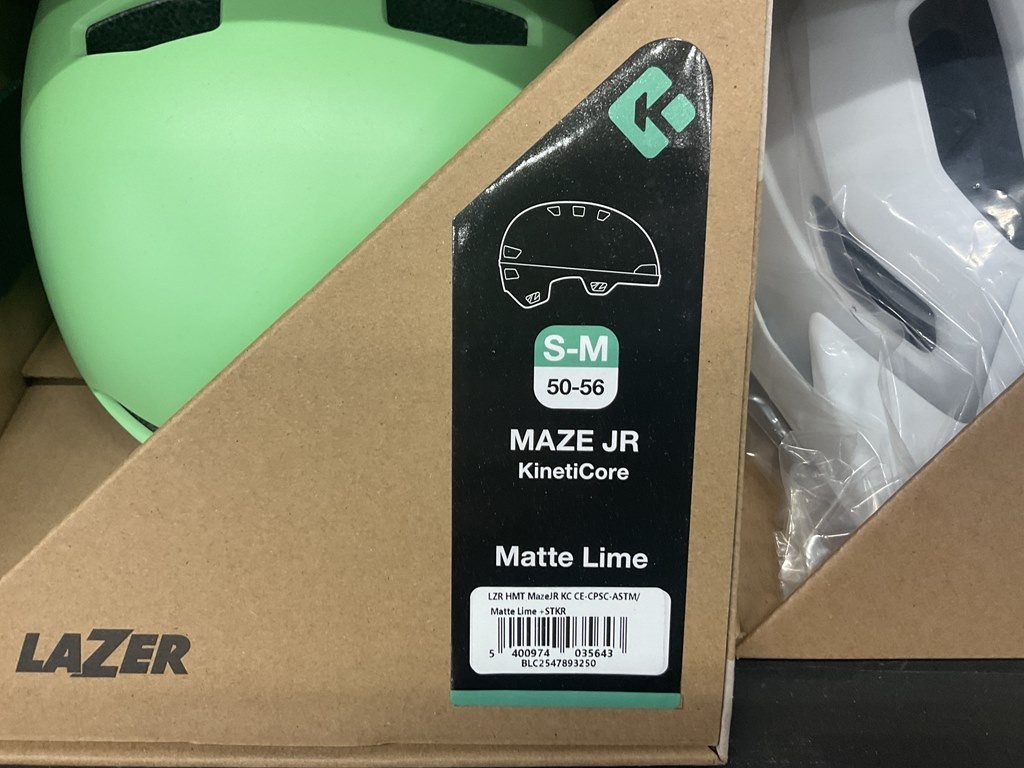 K
S-M
50-56
MAZE JR
KinetiCore
Matte Lime
LZR HMT MazeJR KC CE-CPSC-ASTM/
Matte Lime +STKR
5 400974 035643
BLC2547893250
LAZER